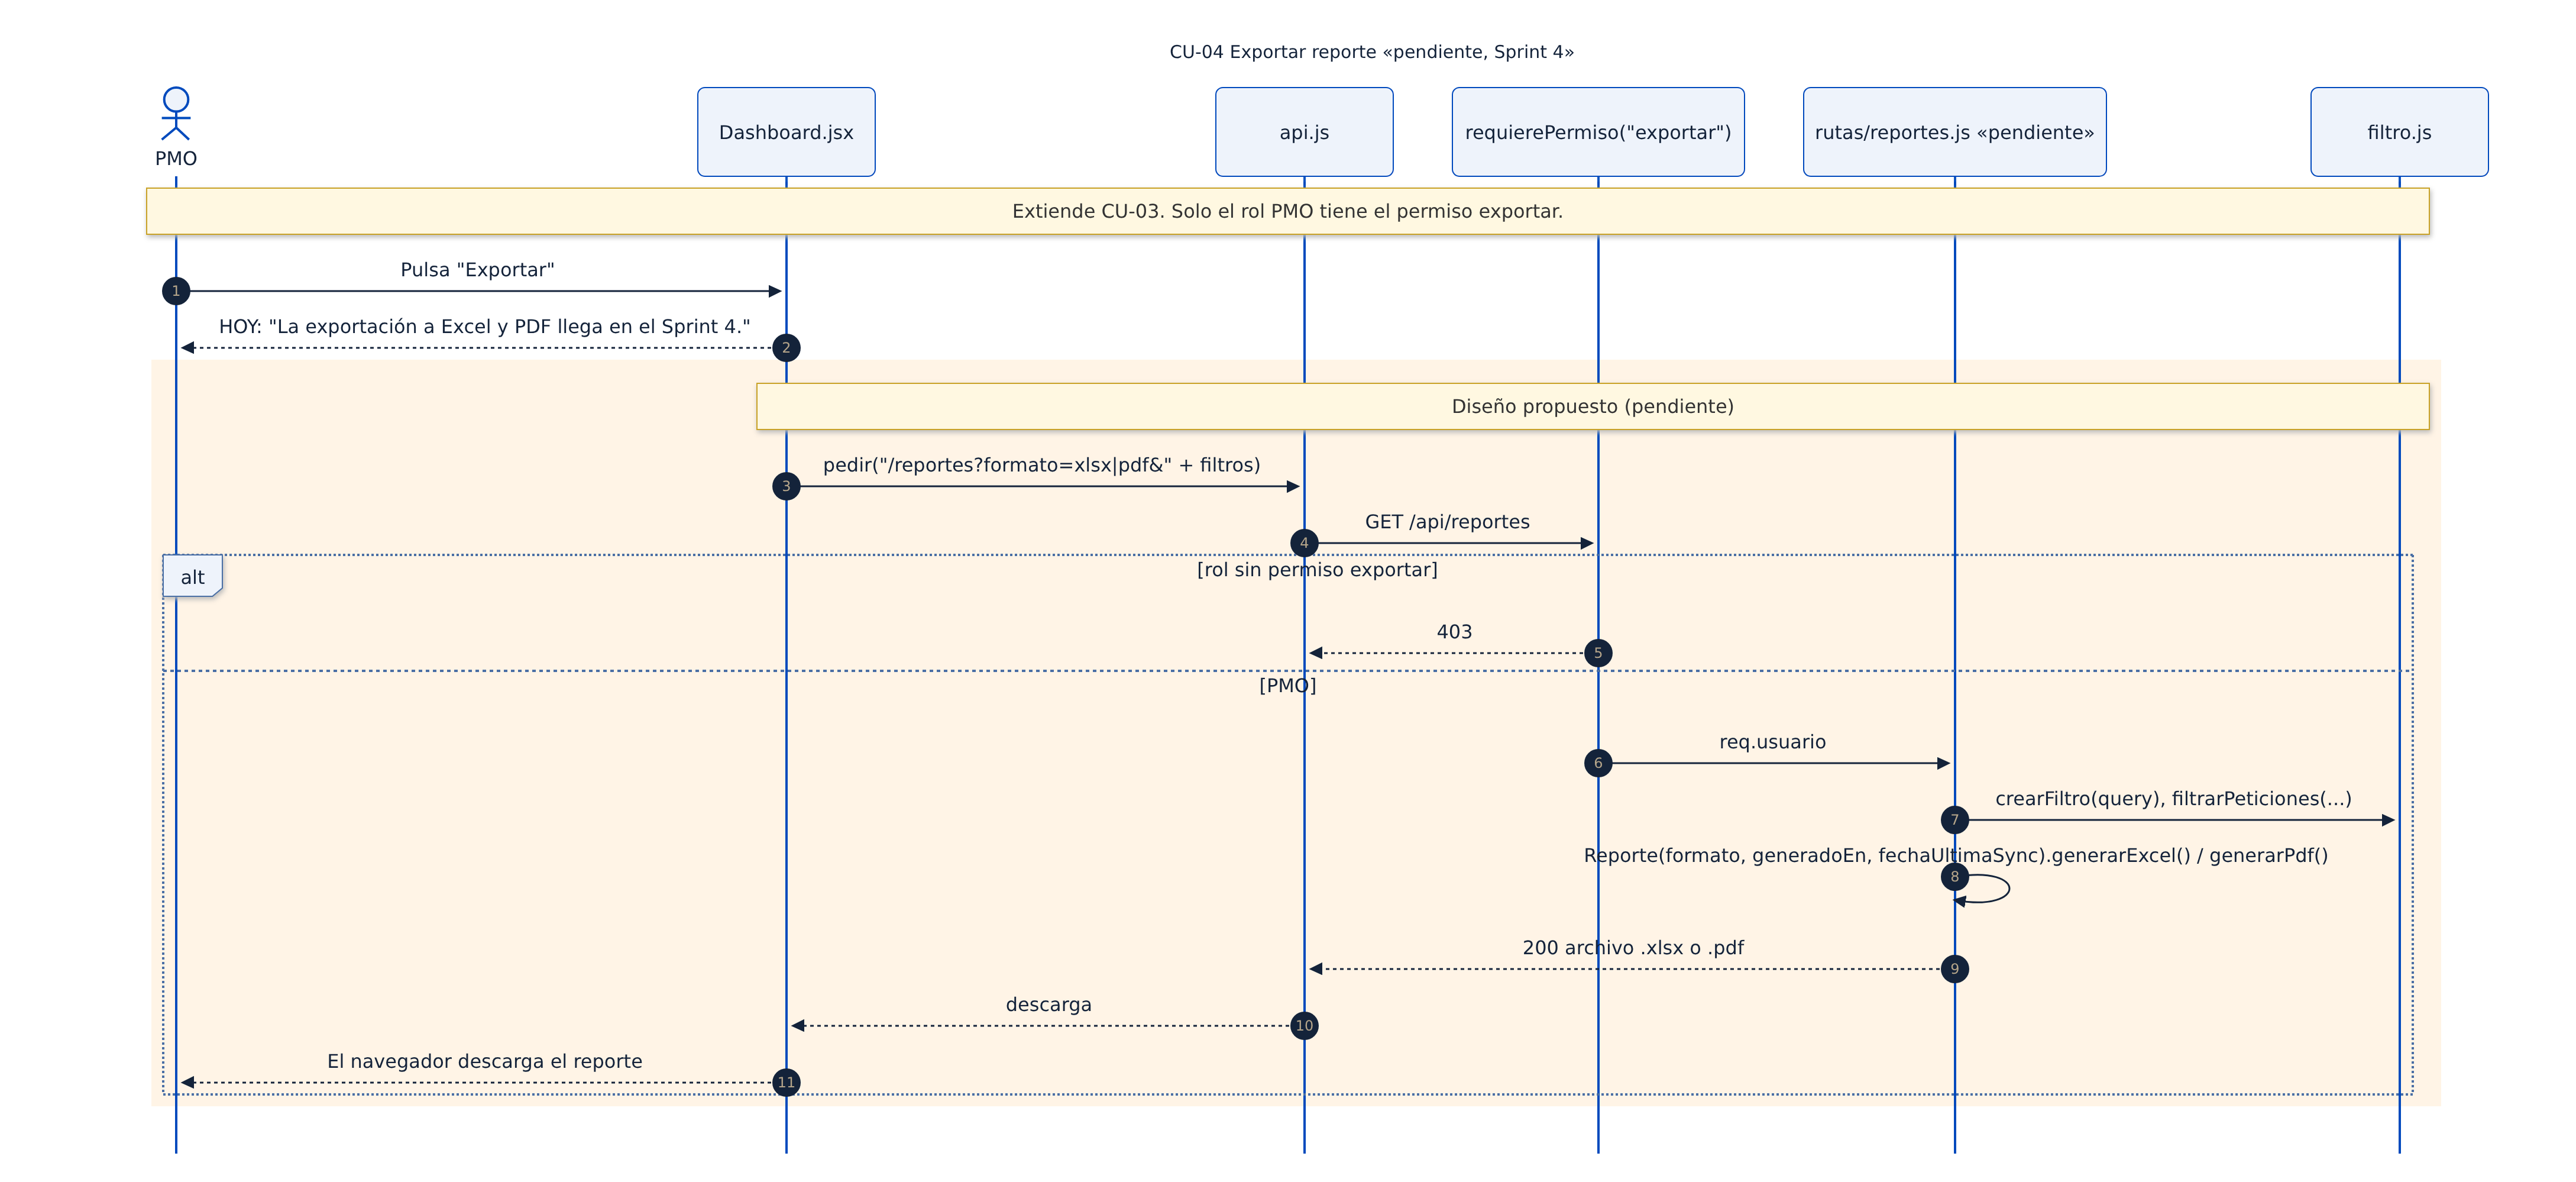 CU-04 Exportar reporte «pendiente, Sprint 4»
PMO
Dashboard.jsx
api.js
requierePermiso("exportar")
rutas/reportes.js «pendiente»
filtro.js
Extiende CU-03. Solo el rol PMO tiene el permiso exportar.
Pulsa "Exportar"
1
HOY: "La exportación a Excel y PDF llega en el Sprint 4."
2
Diseño propuesto (pendiente)
pedir("/reportes?formato=xlsx|pdf&" + filtros)
3
GET /api/reportes
4
alt
[rol sin permiso exportar]
403
5
[PMO]
req.usuario
6
crearFiltro(query), filtrarPeticiones(...)
7
Reporte(formato, generadoEn, fechaUltimaSync).generarExcel() / generarPdf()
8
200 archivo .xlsx o .pdf
9
descarga
10
El navegador descarga el reporte
11